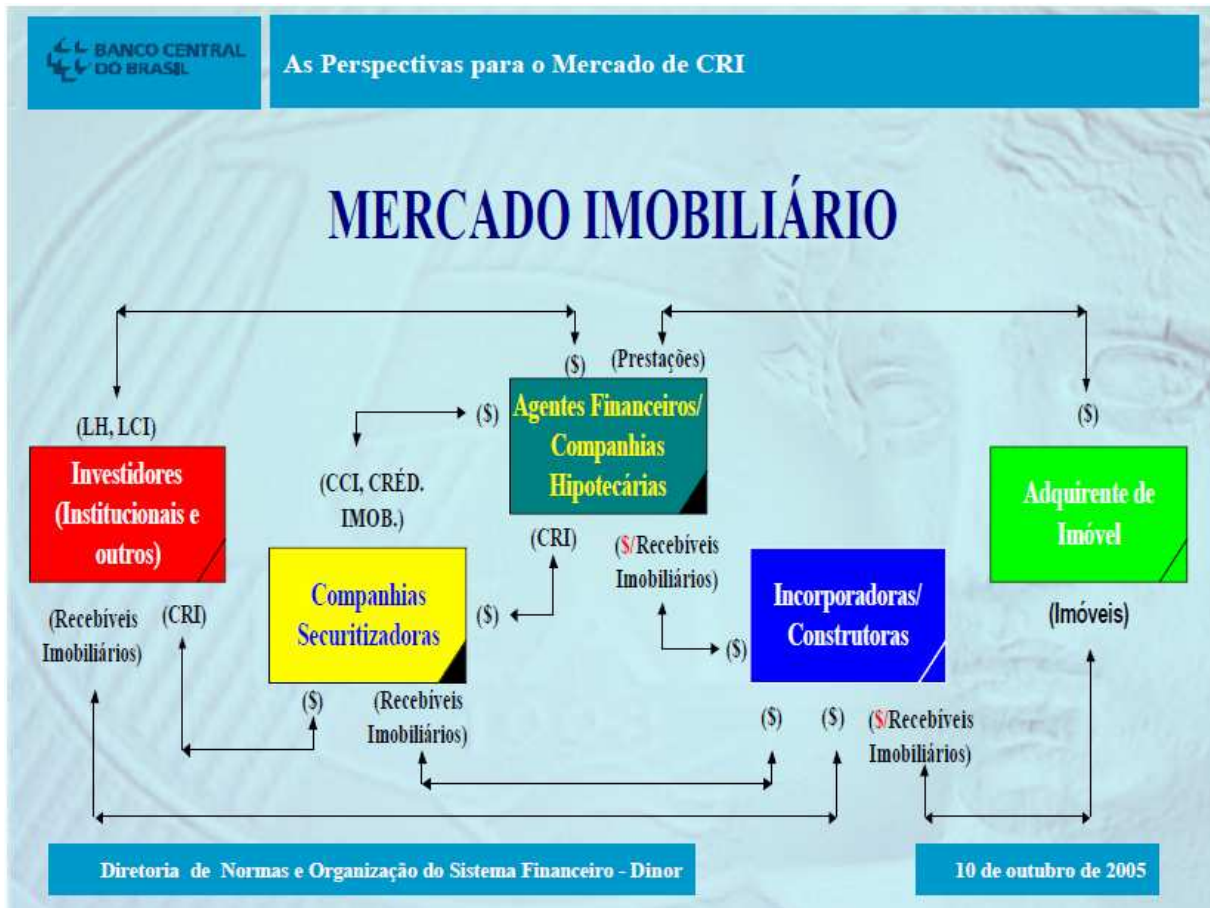 BANCO CENTRAL
DO BRASIL
As Perspectivas para o Mercado de CRI
MERCADO IMOBILIÁRIO
($)
(Prestações)
($)
(LH, LCI)
($)
Agentes Financeiros/
Companhias
Hipotecárias
Investidores
(Institucionais e
outros)
(CCI, CRÉD.
IMOB.)
Adquirente de
Imóvel
(CRI)
($/Recebíveis
Imobiliários)
Companhias
Securitizadoras
($)
Incorporadoras/
Construtoras
($)
(Imóveis)
(Recebíveis
Imobiliários)
(CRI)
($)
(Recebíveis
Imobiliários)
($)
($)
($/Recebíveis
Imobiliários)
Diretoria de Normas e Organização do Sistema Financeiro - Dinor
10 de outubro de 2005